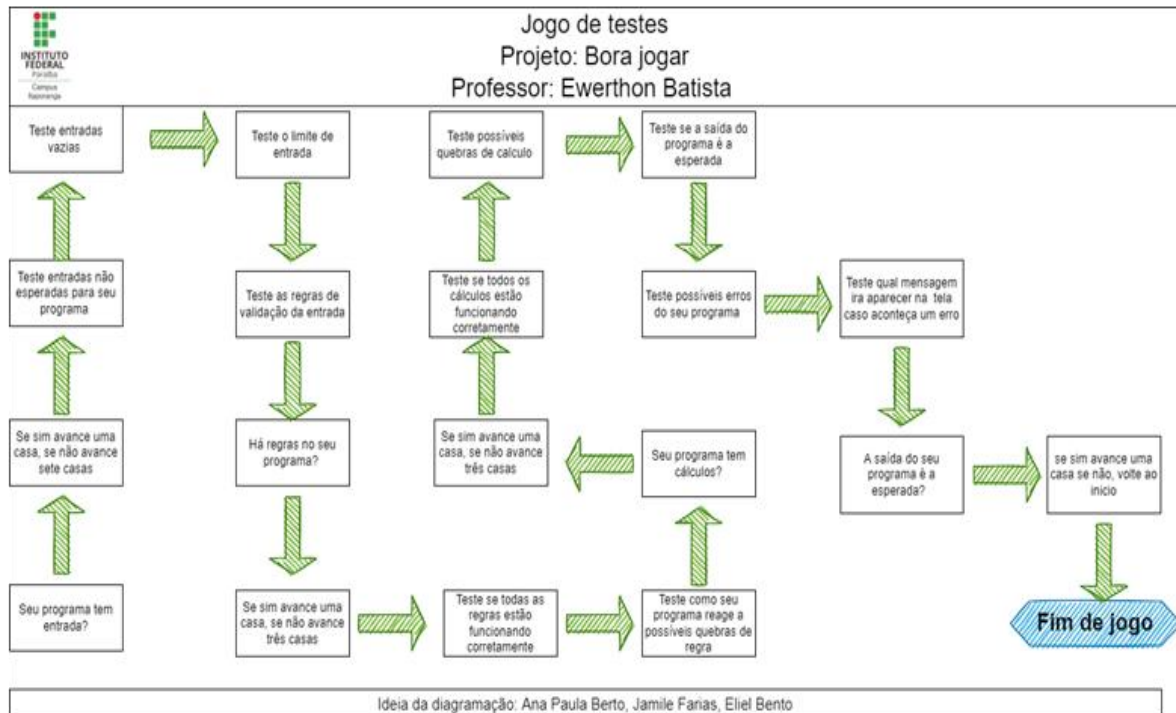 INSTITUTO
FEDERAL
Paraíba
Campus
Itaporanga
Jogo de testes
Projeto: Bora jogar
Professor: Ewerthon Batista
Teste entradas
vazias
Teste o limite de
entrada
Teste possíveis
quebras de calculo
Teste se a saída do
programa é a
esperada
Teste entradas não
esperadas para seu
programa
Teste as regras de
validação da entrada
Teste se todos os
cálculos estão
funcionando
corretamente
Teste possíveis erros
do seu programa
Teste qual mensagem
ira aparecer na tela
caso aconteça um erro
Se sim avance uma
casa, se não avance
sete casas
Há regras no seu
programa?
Se sim avance uma
casa, se não avance
três casas
Seu programa tem
cálculos?
A saída do seu
programa é a
esperada?
se sim avance uma
casa se não, volte ao
inicio
Seu programa tem
entrada?
Se sim avance uma
casa, se não avance
três casas
Teste se todas as
regras estão
funcionando
corretamente
Teste como seu
programa reage a
possíveis quebras de
regra
Fim de jogo
Ideia da diagramação: Ana Paula Berto, Jamile Farias, Eliel Bento